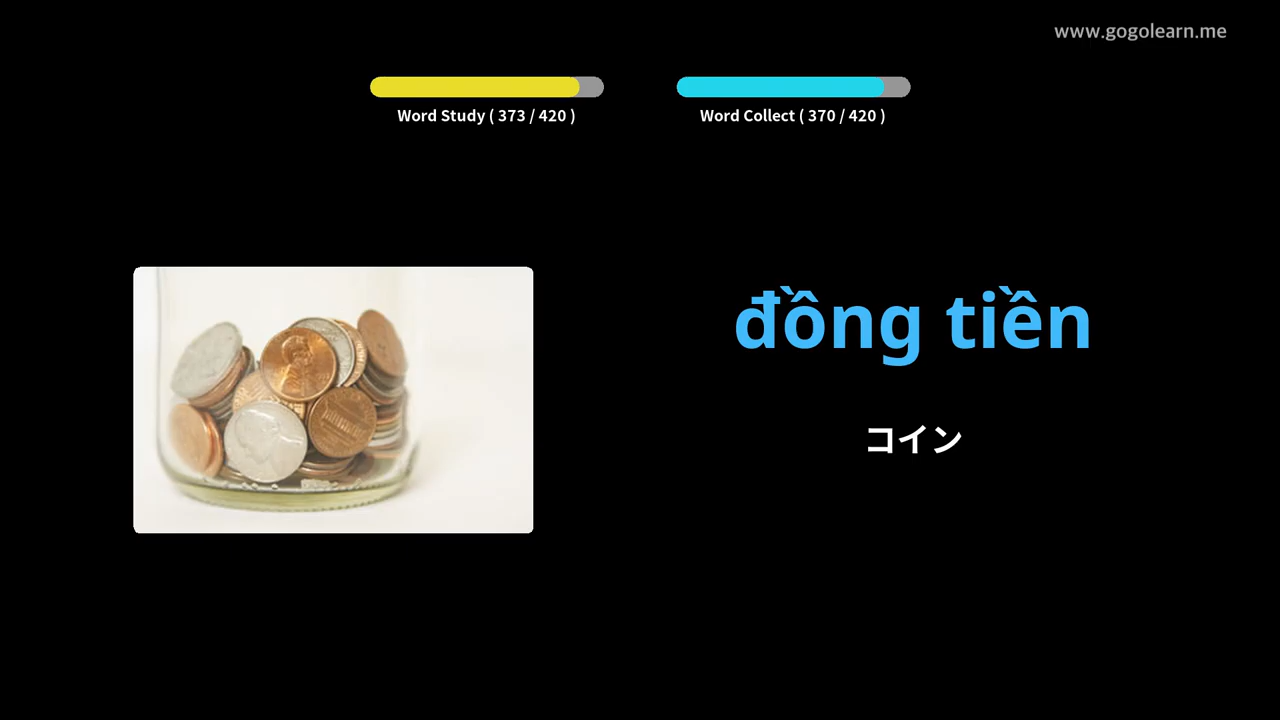 www.gogolearn.me
Word Study ( 373 / 420 )
Word Collect ( 370 / 420 )
đồng tiền
コイン